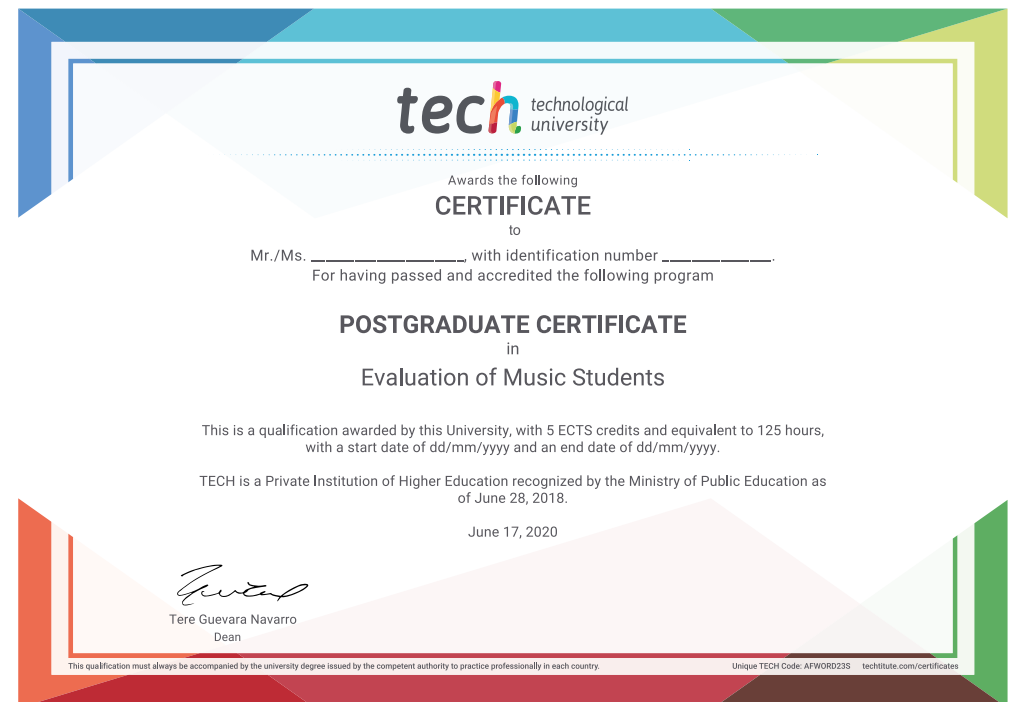 tech technological
university
Awards the following
CERTIFICATE
to
Mr./Ms. ____________________, with identification number ______________.
For having passed and accredited the following program
POSTGRADUATE CERTIFICATE
in
Evaluation of Music Students
This is a qualification awarded by this University, with 5 ECTS credits and equivalent to 125 hours,
with a start date of dd/mm/yyyy and an end date of dd/mm/yyyy.
TECH is a Private Institution of Higher Education recognized by the Ministry of Public Education as
of June 28, 2018.
June 17, 2020
Tere Guevara Navarro
Dean
This qualification must always be accompanied by the university degree issued by the competent authority to practice professionally in each country. Unique TECH Code: AFWORD23S techtitute.com/certificates